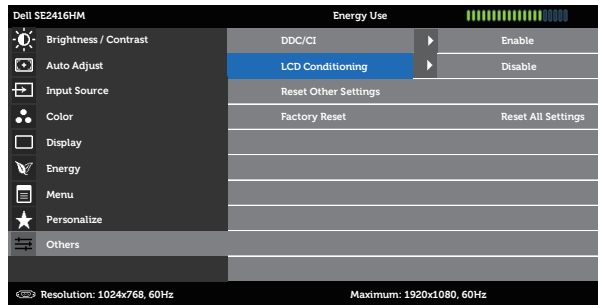 Dell SE2416HM Energy Use
Brightness / Contrast DDC/CI Enable
Auto Adjust LCD Conditioning Disable
Input Source Reset Other Settings
Color Factory Reset Reset All Settings
Display
Energy
Menu
Personalize
Others
Resolution: 1024x768, 60Hz Maximum: 1920x1080, 60Hz